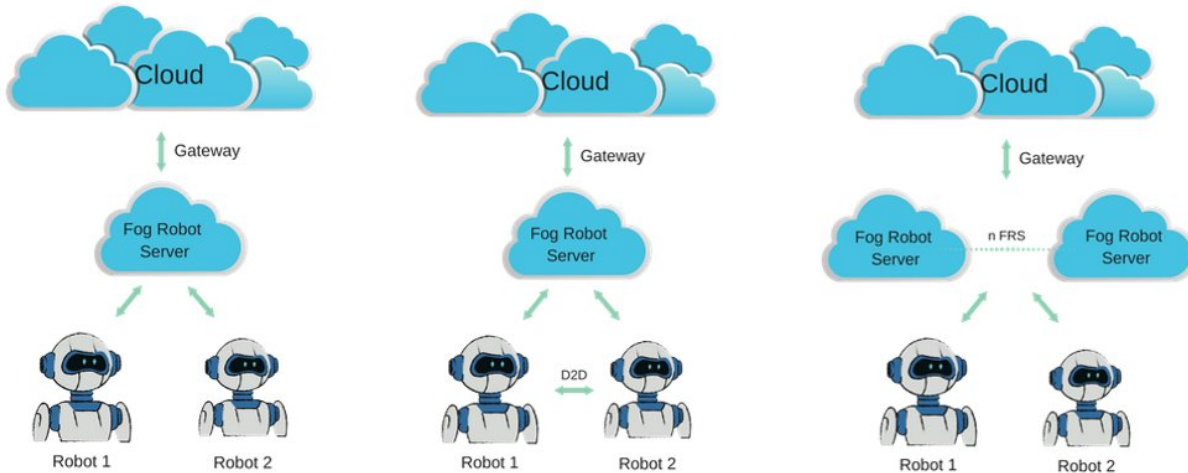 Cloud
Gateway
Fog Robot
Server
Robot 1
Robot 2
Cloud
Gateway
Fog Robot
Server
D2D
Robot 1
Robot 2
Cloud
Gateway
Fog Robot
Server
n FRS
Fog Robot
Server
Robot 1
Robot 2